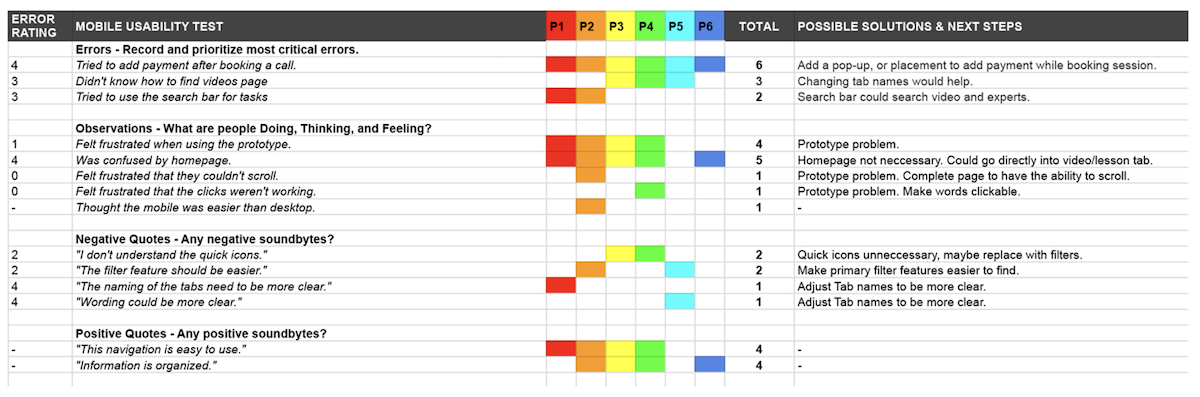 ERROR RATING MOBILE USABILITY TEST P1 P2 P3 P4 P5 P6 TOTAL POSSIBLE SOLUTIONS & NEXT STEPS
Errors - Record and prioritize most critical errors.
4 Tried to add payment after booking a call. 6 Add a pop-up, or placement to add payment while booking session.
3 Didn't know how to find videos page 3 Changing tab names would help.
3 Tried to use the search bar for tasks 2 Search bar could search video and experts.
Observations - What are people Doing, Thinking, and Feeling?
1 Felt frustrated when using the prototype. 4 Prototype problem.
4 Was confused by homepage. 5 Homepage not neccessary. Could go directly into video/lesson tab.
0 Felt frustrated that they couldn't scroll. 1 Prototype problem. Complete page to have the ability to scroll.
0 Felt frustrated that the clicks weren't working. 1 Prototype problem. Make words clickable.
- Thought the mobile was easier than desktop. 1 -
Negative Quotes - Any negative soundbytes?
2 "I don't understand the quick icons." 2 Quick icons unneccessary, maybe replace with filters.
2 "The filter feature should be easier." 2 Make primary filter features easier to find.
4 "The naming of the tabs need to be more clear." 1 Adjust Tab names to be more clear.
4 "Wording could be more clear." 1 Adjust Tab names to be more clear.
Positive Quotes - Any positive soundbytes?
- "This navigation is easy to use." 4 -
- "Information is organized." 4 -